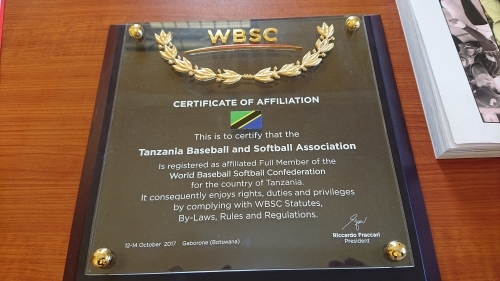 WBSC
CERTIFICATE OF AFFILIATION
This is to certify that the
Tanzania Baseball and Softball Association
Is registered as affiliated Full Member of the
World Baseball Softball Confederation
for the country of Tanzania.
It consequently enjoys rights, duties and privileges
by complying with WBSC Statutes,
By-Laws, Rules and Regulations.
12-14 October 2017 Gaborone (Botswana)
Riccardo Fraccari
President